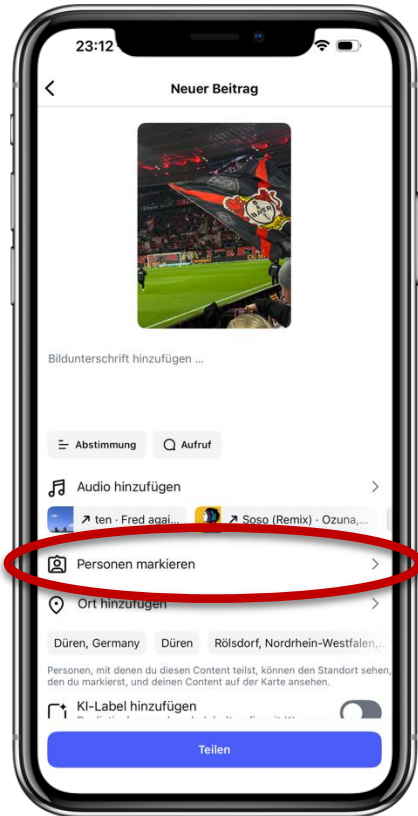 23:12
Neuer Beitrag
BAYER
Bildunterschrift hinzufügen ...
Abstimmung Aufruf
Audio hinzufügen
ten · Fred agai... Soso (Remix) · Ozuna,...
Personen markieren
Ort hinzufügen
Düren, Germany Düren Rölsdorf, Nordrhein-Westfalen,..
Personen, mit denen du diesen Content teilst, können den Standort sehen,
den du markierst, und deinen Content auf der Karte ansehen.
KI-Label hinzufügen
Teilen